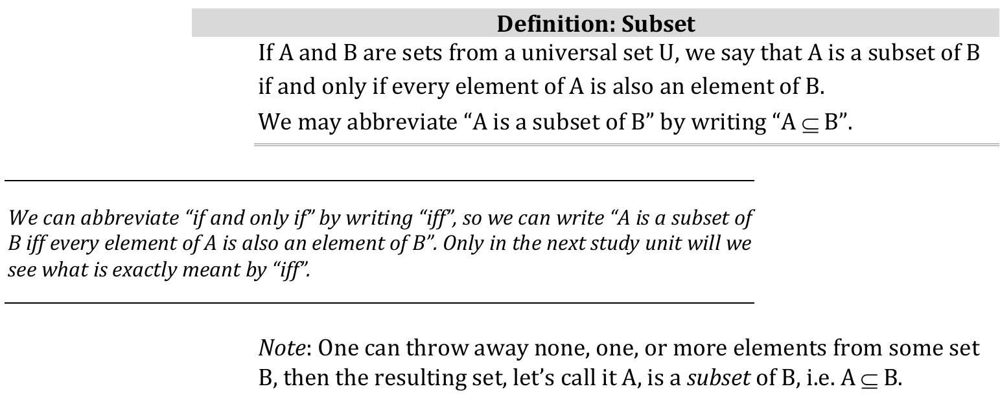 Definition: Subset
If A and B are sets from a universal set U, we say that A is a subset of B
if and only if every element of A is also an element of B.
We may abbreviate “A is a subset of B” by writing “A ⊆ B”.
We can abbreviate “if and only if” by writing “iff”, so we can write “A is a subset of
B iff every element of A is also an element of B”. Only in the next study unit will we
see what is exactly meant by “iff”.
Note: One can throw away none, one, or more elements from some set
B, then the resulting set, let’s call it A, is a subset of B, i.e. A ⊆ B.